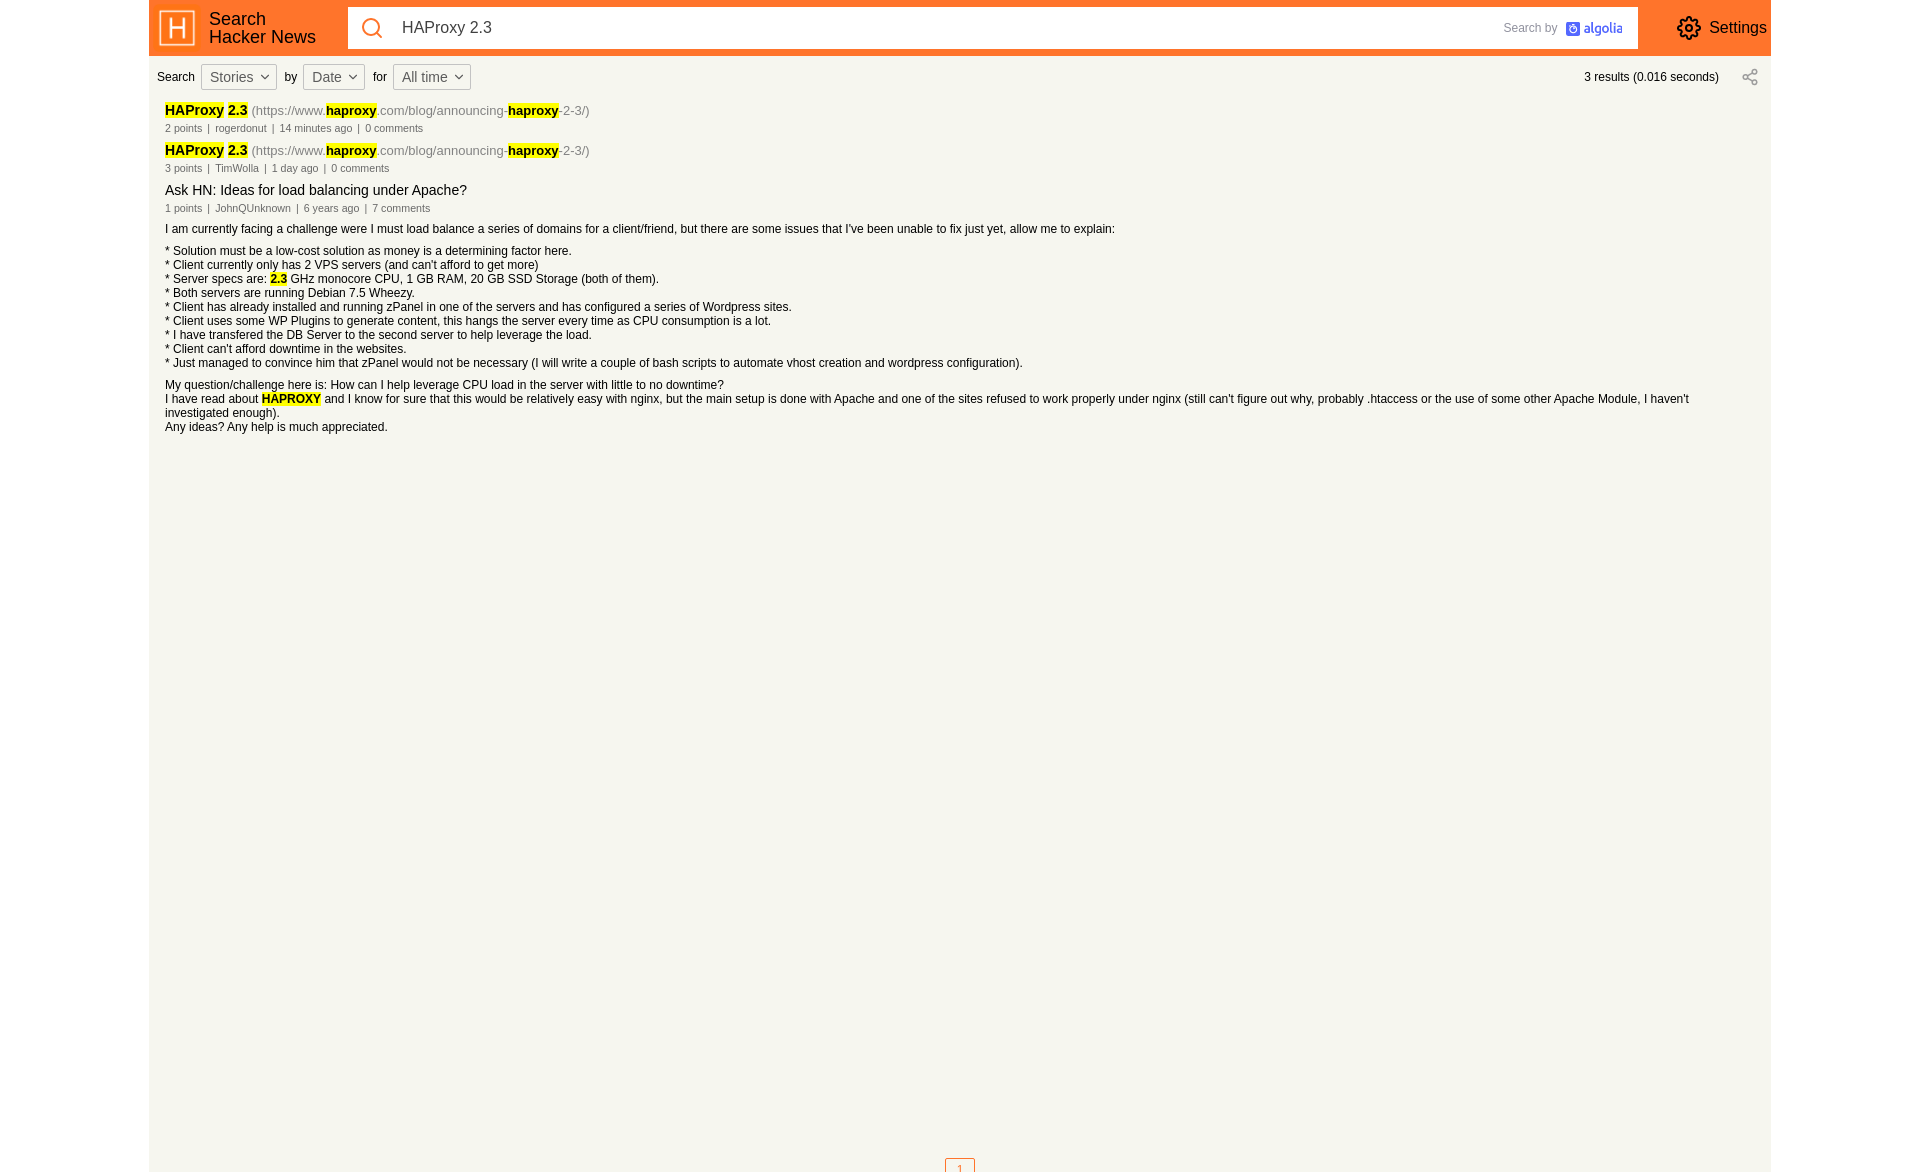 Search
Hacker News
HAProxy 2.3
Search by algolia
Settings
Search Stories by Date for All time
3 results (0.016 seconds)
HAProxy 2.3 (https://www.haproxy.com/blog/announcing-haproxy-2-3/)
2 points | rogerdonut | 14 minutes ago | 0 comments
HAProxy 2.3 (https://www.haproxy.com/blog/announcing-haproxy-2-3/)
3 points | TimWolla | 1 day ago | 0 comments
Ask HN: Ideas for load balancing under Apache?
1 points | JohnQUnknown | 6 years ago | 7 comments
I am currently facing a challenge were I must load balance a series of domains for a client/friend, but there are some issues that I've been unable to fix just yet, allow me to explain:
* Solution must be a low-cost solution as money is a determining factor here.
* Client currently only has 2 VPS servers (and can't afford to get more)
* Server specs are: 2.3 GHz monocore CPU, 1 GB RAM, 20 GB SSD Storage (both of them).
* Both servers are running Debian 7.5 Wheezy.
* Client has already installed and running zPanel in one of the servers and has configured a series of Wordpress sites.
* Client uses some WP Plugins to generate content, this hangs the server every time as CPU consumption is a lot.
* I have transfered the DB Server to the second server to help leverage the load.
* Client can't afford downtime in the websites.
* Just managed to convince him that zPanel would not be necessary (I will write a couple of bash scripts to automate vhost creation and wordpress configuration).
My question/challenge here is: How can I help leverage CPU load in the server with little to no downtime?
I have read about HAPROXY and I know for sure that this would be relatively easy with nginx, but the main setup is done with Apache and one of the sites refused to work properly under nginx (still can't figure out why, probably .htaccess or the use of some other Apache Module, I haven't
investigated enough).
Any ideas? Any help is much appreciated.
1